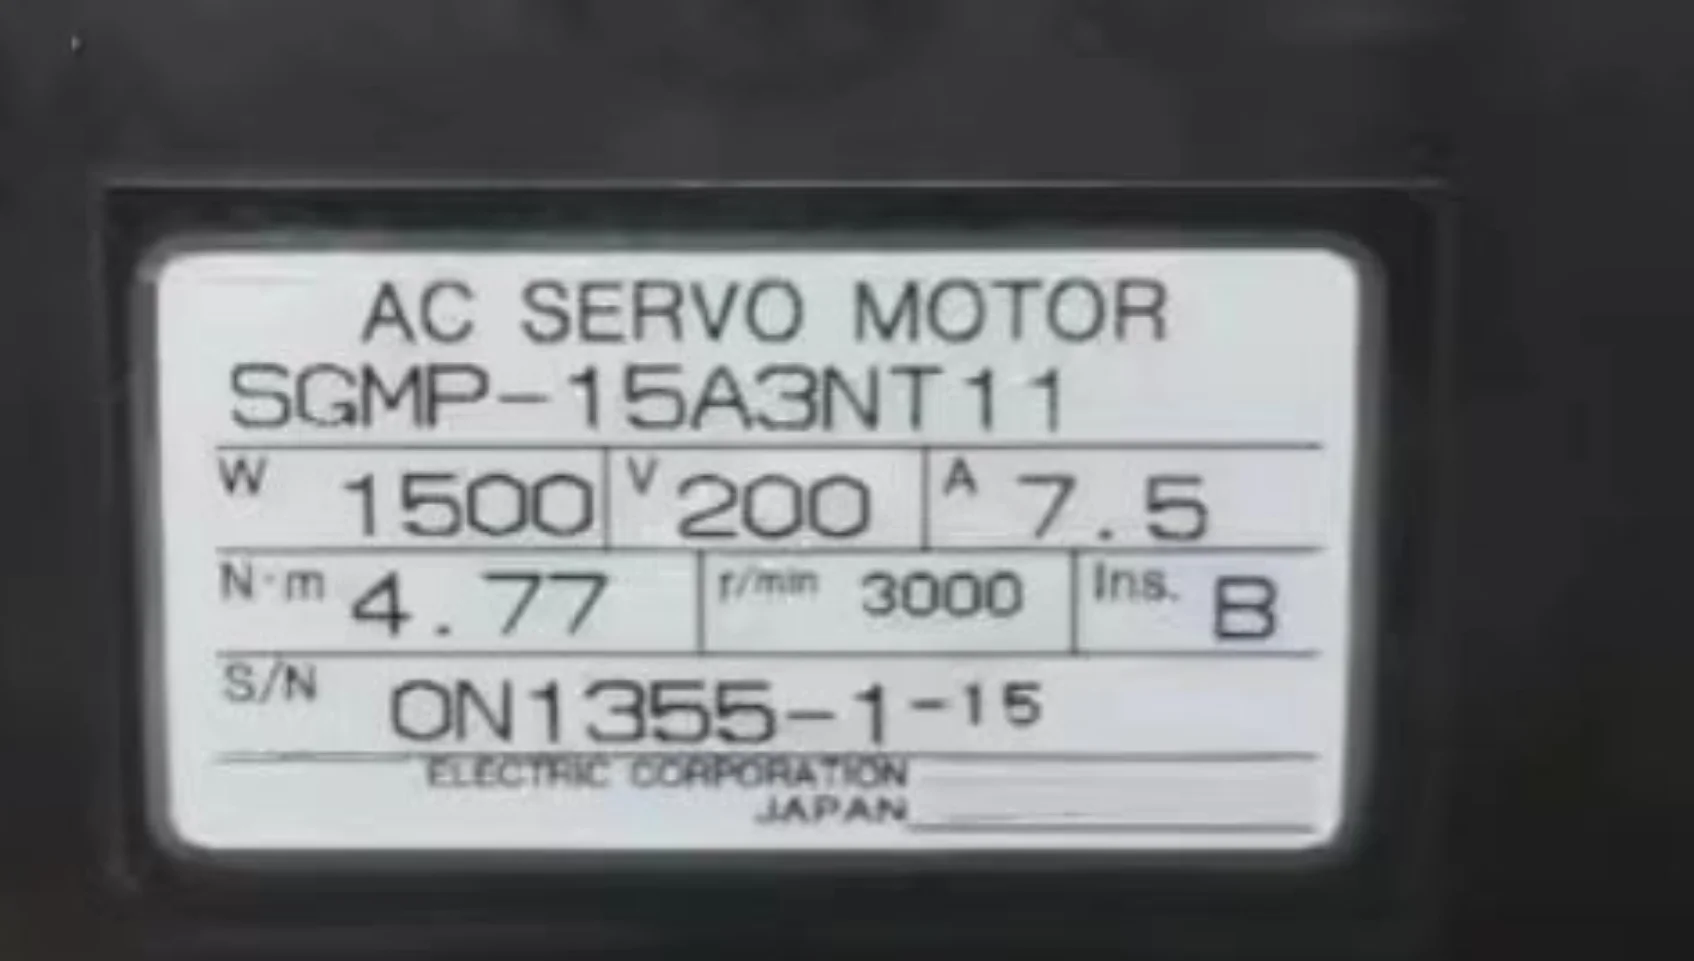 AC SERVO MOTOR
SGMP-15A3NT11
W 1500 V 200 A 7.5
N·m 4.77 r/min 3000 Ins. B
S/N 0N1355-1-15
ELECTRIC CORPORATION
JAPAN